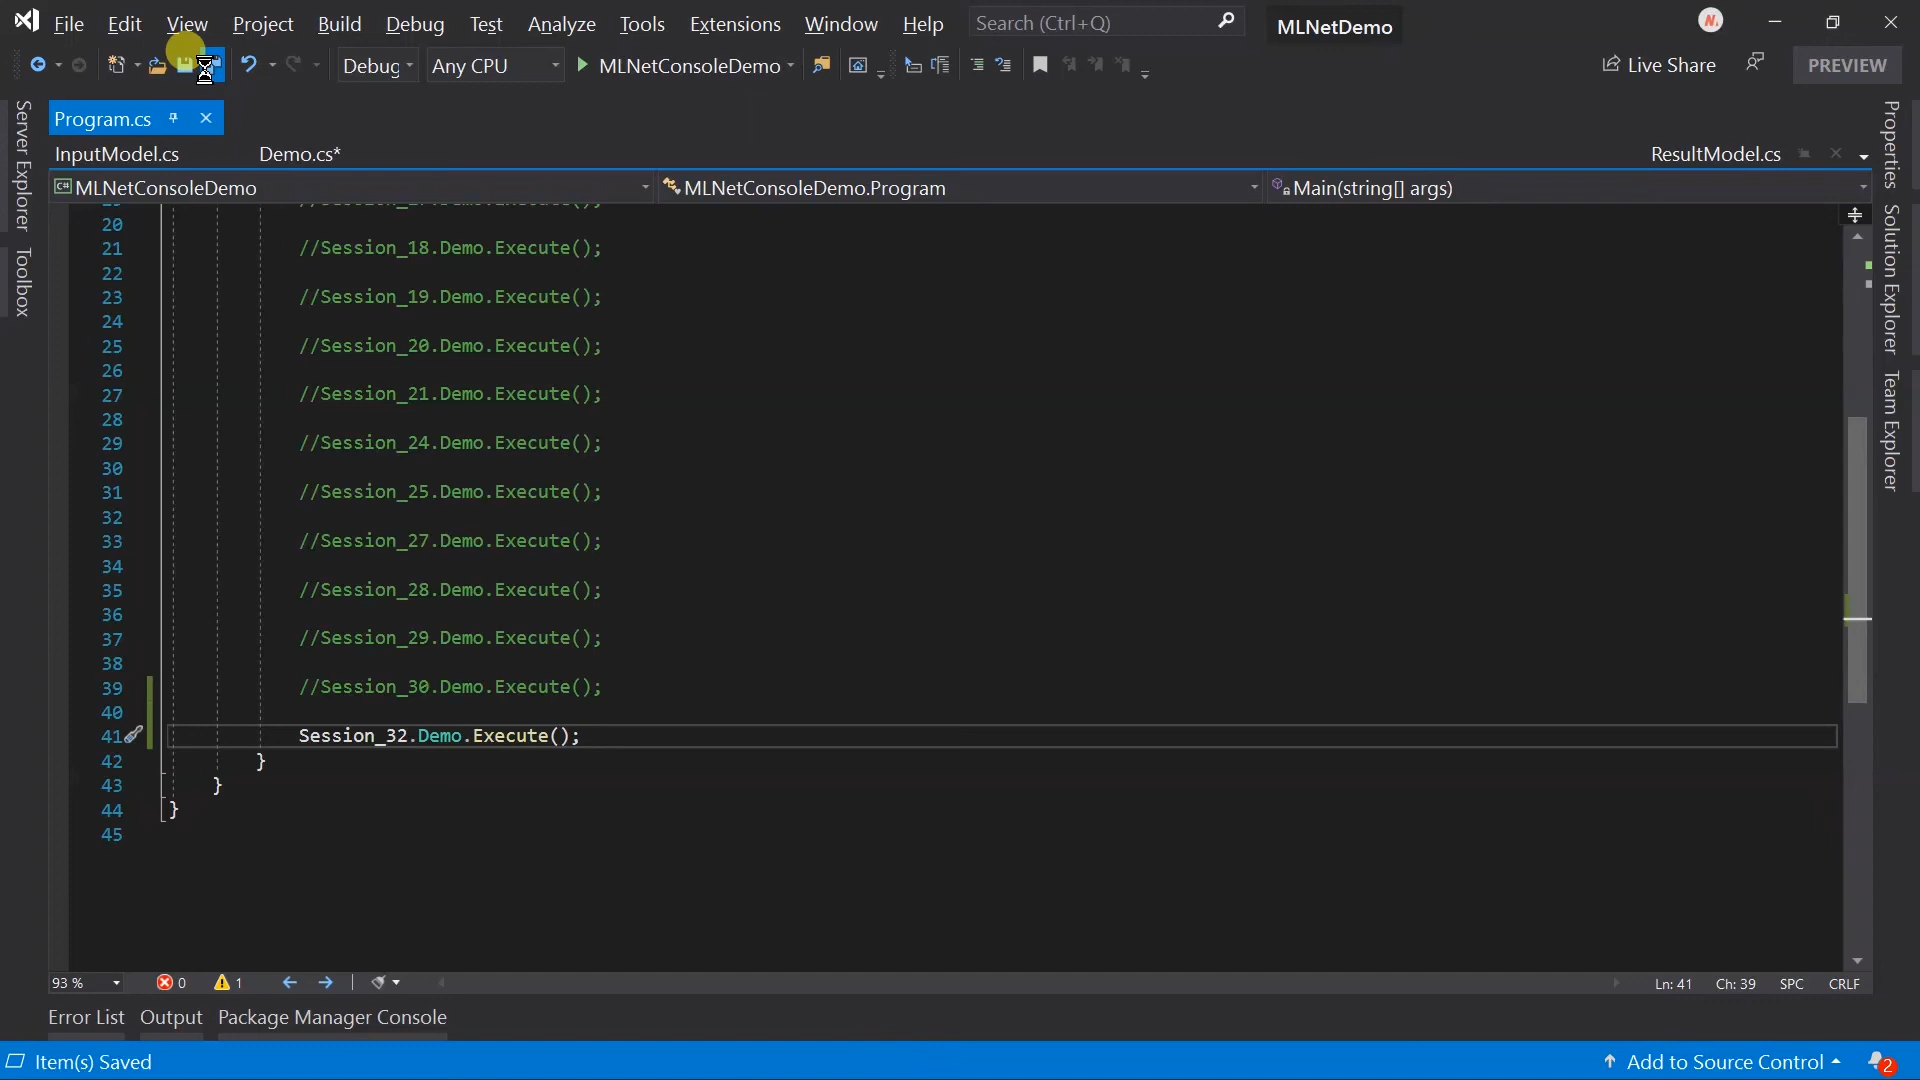 File Edit View Project Build Debug Test Analyze Tools Extensions Window Help Search (Ctrl+Q) MLNetDemo
Debug Any CPU MLNetConsoleDemo Live Share PREVIEW
Server Explorer
Toolbox
Program.cs
InputModel.cs Demo.cs* ResultModel.cs
MLNetConsoleDemo MLNetConsoleDemo.Program Main(string[] args)
20
21 //Session_18.Demo.Execute();
22
23 //Session_19.Demo.Execute();
24
25 //Session_20.Demo.Execute();
26
27 //Session_21.Demo.Execute();
28
29 //Session_24.Demo.Execute();
30
31 //Session_25.Demo.Execute();
32
33 //Session_27.Demo.Execute();
34
35 //Session_28.Demo.Execute();
36
37 //Session_29.Demo.Execute();
38
39 //Session_30.Demo.Execute();
40
41 Session_32.Demo.Execute();
42 }
43 }
44 }
45
Properties
Solution Explorer
Team Explorer
93 % 0 1 Ln: 41 Ch: 39 SPC CRLF
Error List Output Package Manager Console
Item(s) Saved Add to Source Control 2